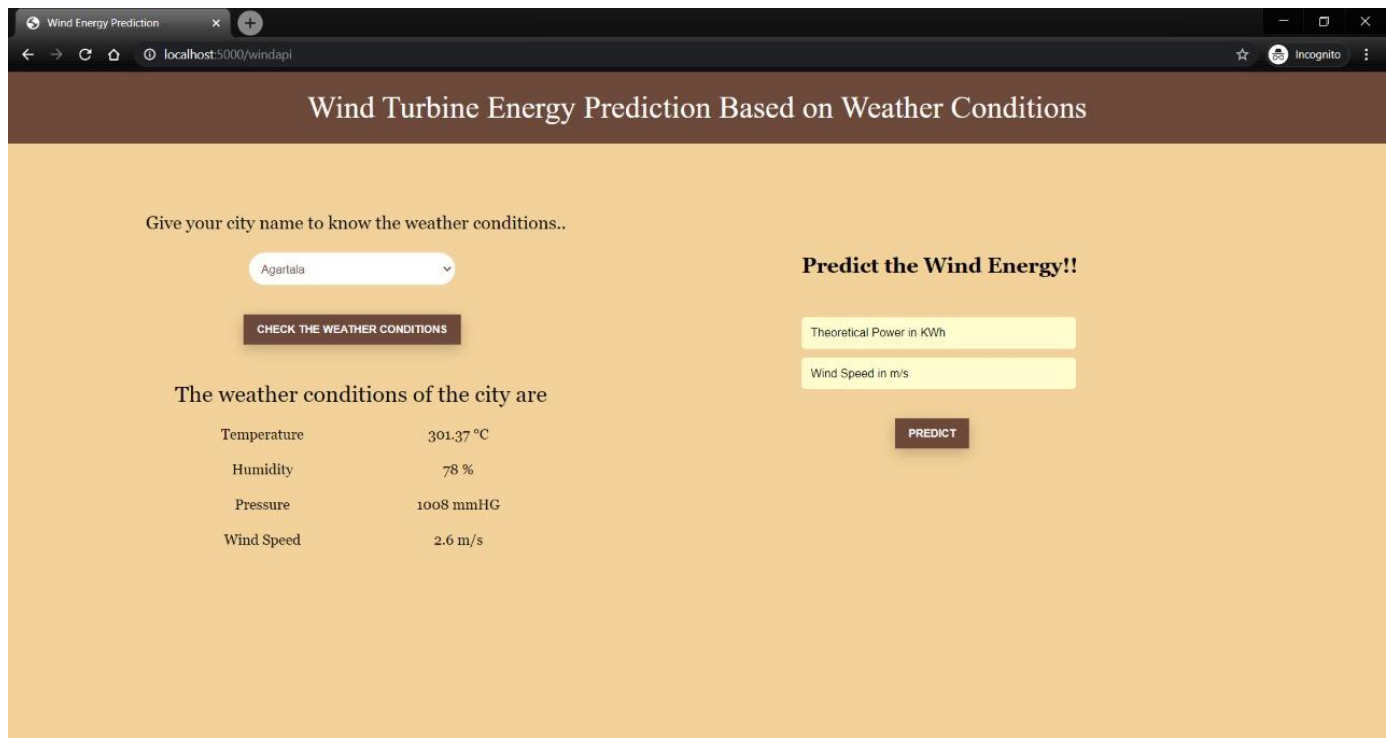 Wind Energy Prediction
localhost:5000/windapi
Incognito
Wind Turbine Energy Prediction Based on Weather Conditions
Give your city name to know the weather conditions..
Agartala
CHECK THE WEATHER CONDITIONS
The weather conditions of the city are
Temperature 301.37 °C
Humidity 78 %
Pressure 1008 mmHG
Wind Speed 2.6 m/s
Predict the Wind Energy!!
Theoretical Power in KWh
Wind Speed in m/s
PREDICT